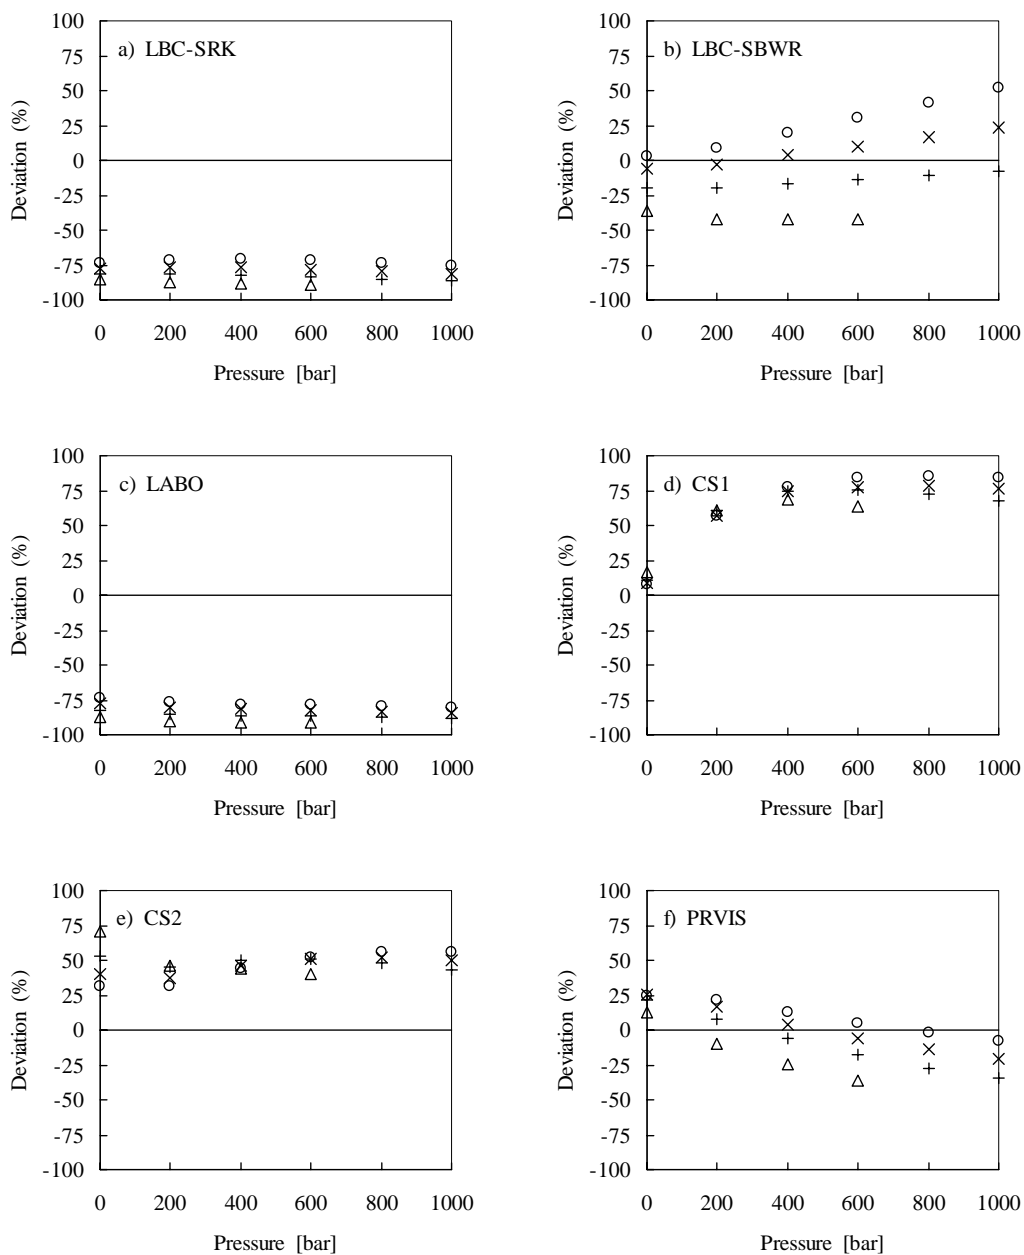 100
a) LBC-SRK
75
50
25
0
-25
-50
-75
-100
Deviation (%)
0 200 400 600 800 1000
Pressure [bar]
100
b) LBC-SBWR
75
50
25
0
-25
-50
-75
-100
Deviation (%)
0 200 400 600 800 1000
Pressure [bar]
100
c) LABO
75
50
25
0
-25
-50
-75
-100
Deviation (%)
0 200 400 600 800 1000
Pressure [bar]
100
d) CS1
75
50
25
0
-25
-50
-75
-100
Deviation (%)
0 200 400 600 800 1000
Pressure [bar]
100
e) CS2
75
50
25
0
-25
-50
-75
-100
Deviation (%)
0 200 400 600 800 1000
Pressure [bar]
100
f) PRVIS
75
50
25
0
-25
-50
-75
-100
Deviation (%)
0 200 400 600 800 1000
Pressure [bar]